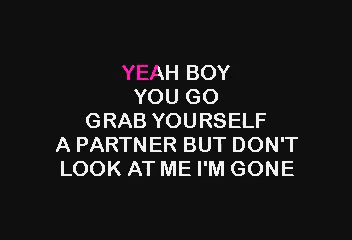 YEAH BOY
YOU GO
GRAB YOURSELF
A PARTNER BUT DON'T
LOOK AT ME I'M GONE